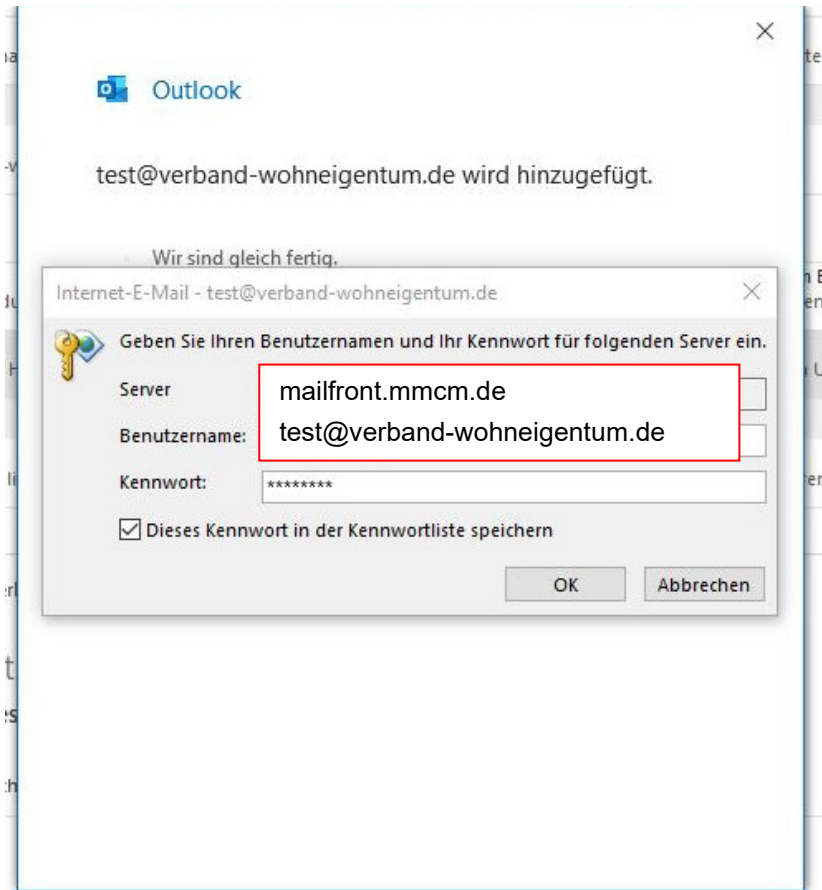 Outlook
test@verband-wohneigentum.de wird hinzugefügt.
Wir sind gleich fertig.
Internet-E-Mail - test@verband-wohneigentum.de
Geben Sie Ihren Benutzernamen und Ihr Kennwort für folgenden Server ein.
Server mailfront.mmcm.de
Benutzername: test@verband-wohneigentum.de
Kennwort: ********
Dieses Kennwort in der Kennwortliste speichern
OK Abbrechen